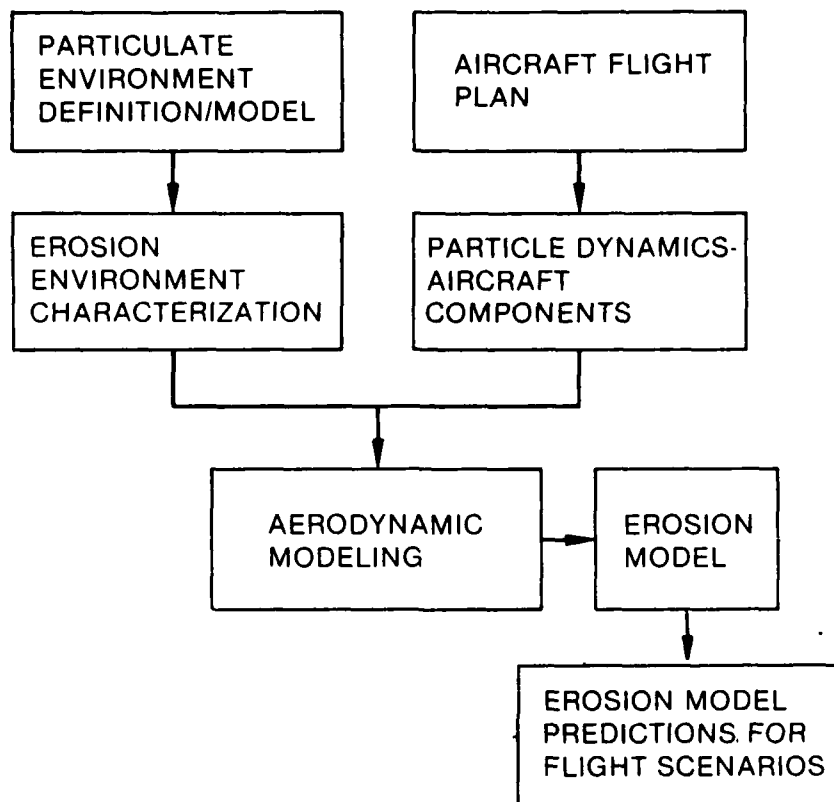 PARTICULATE
ENVIRONMENT
DEFINITION/MODEL
AIRCRAFT FLIGHT
PLAN
EROSION
ENVIRONMENT
CHARACTERIZATION
PARTICLE DYNAMICS-
AIRCRAFT
COMPONENTS
AERODYNAMIC
MODELING
EROSION
MODEL
EROSION MODEL
PREDICTIONS. FOR
FLIGHT SCENARIOS